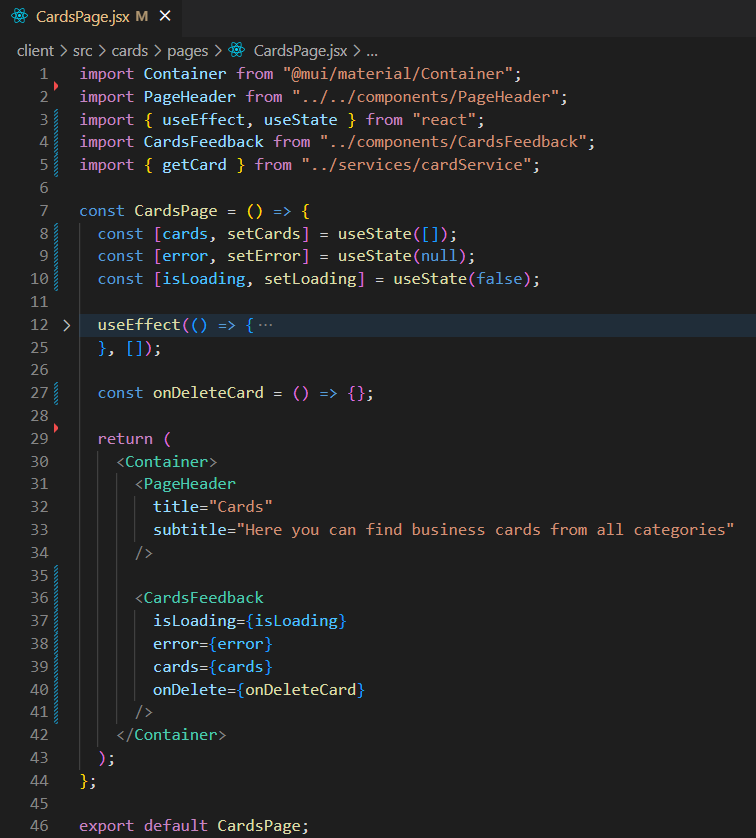 CardsPage.jsx M
client > src > cards > pages > CardsPage.jsx > ...
1 import Container from "@mui/material/Container";
2 import PageHeader from "../../components/PageHeader";
3 import { useEffect, useState } from "react";
4 import CardsFeedback from "../components/CardsFeedback";
5 import { getCard } from "../services/cardService";
6
7 const CardsPage = () => {
8   const [cards, setCards] = useState([]);
9   const [error, setError] = useState(null);
10   const [isLoading, setLoading] = useState(false);
11
12 >   useEffect(() => { ⋯
25   }, []);
26
27   const onDeleteCard = () => {};
28
29   return (
30     <Container>
31       <PageHeader
32         title="Cards"
33         subtitle="Here you can find business cards from all categories"
34       />
35
36       <CardsFeedback
37         isLoading={isLoading}
38         error={error}
39         cards={cards}
40         onDelete={onDeleteCard}
41       />
42     </Container>
43   );
44 };
45
46 export default CardsPage;